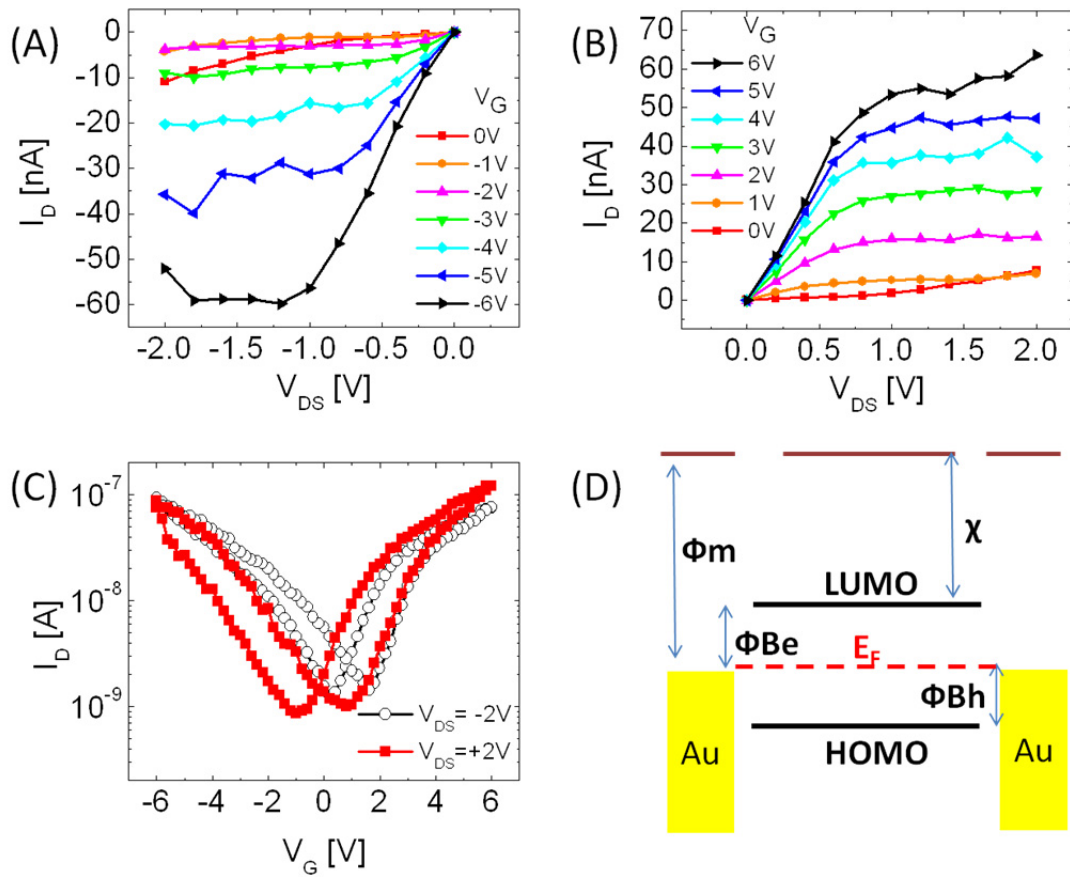 (A)
0
-10
-20
-30
-40
-50
-60
I_D [nA]
-2.0 -1.5 -1.0 -0.5 0.0
V_DS [V]
V_G
0V
-1V
-2V
-3V
-4V
-5V
-6V
(B)
70
60
50
40
30
20
10
0
I_D [nA]
0.0 0.5 1.0 1.6 2.0
V_DS [V]
V_G
6V
5V
4V
3V
2V
1V
0V
(C)
10^-7
10^-8
10^-9
I_D [A]
-6 -4 -2 0 2 4 6
V_G [V]
V_DS= -2V
V_DS=+2V
(D)
Φm
χ
LUMO
ΦBe
E_F
ΦBh
HOMO
Au
Au